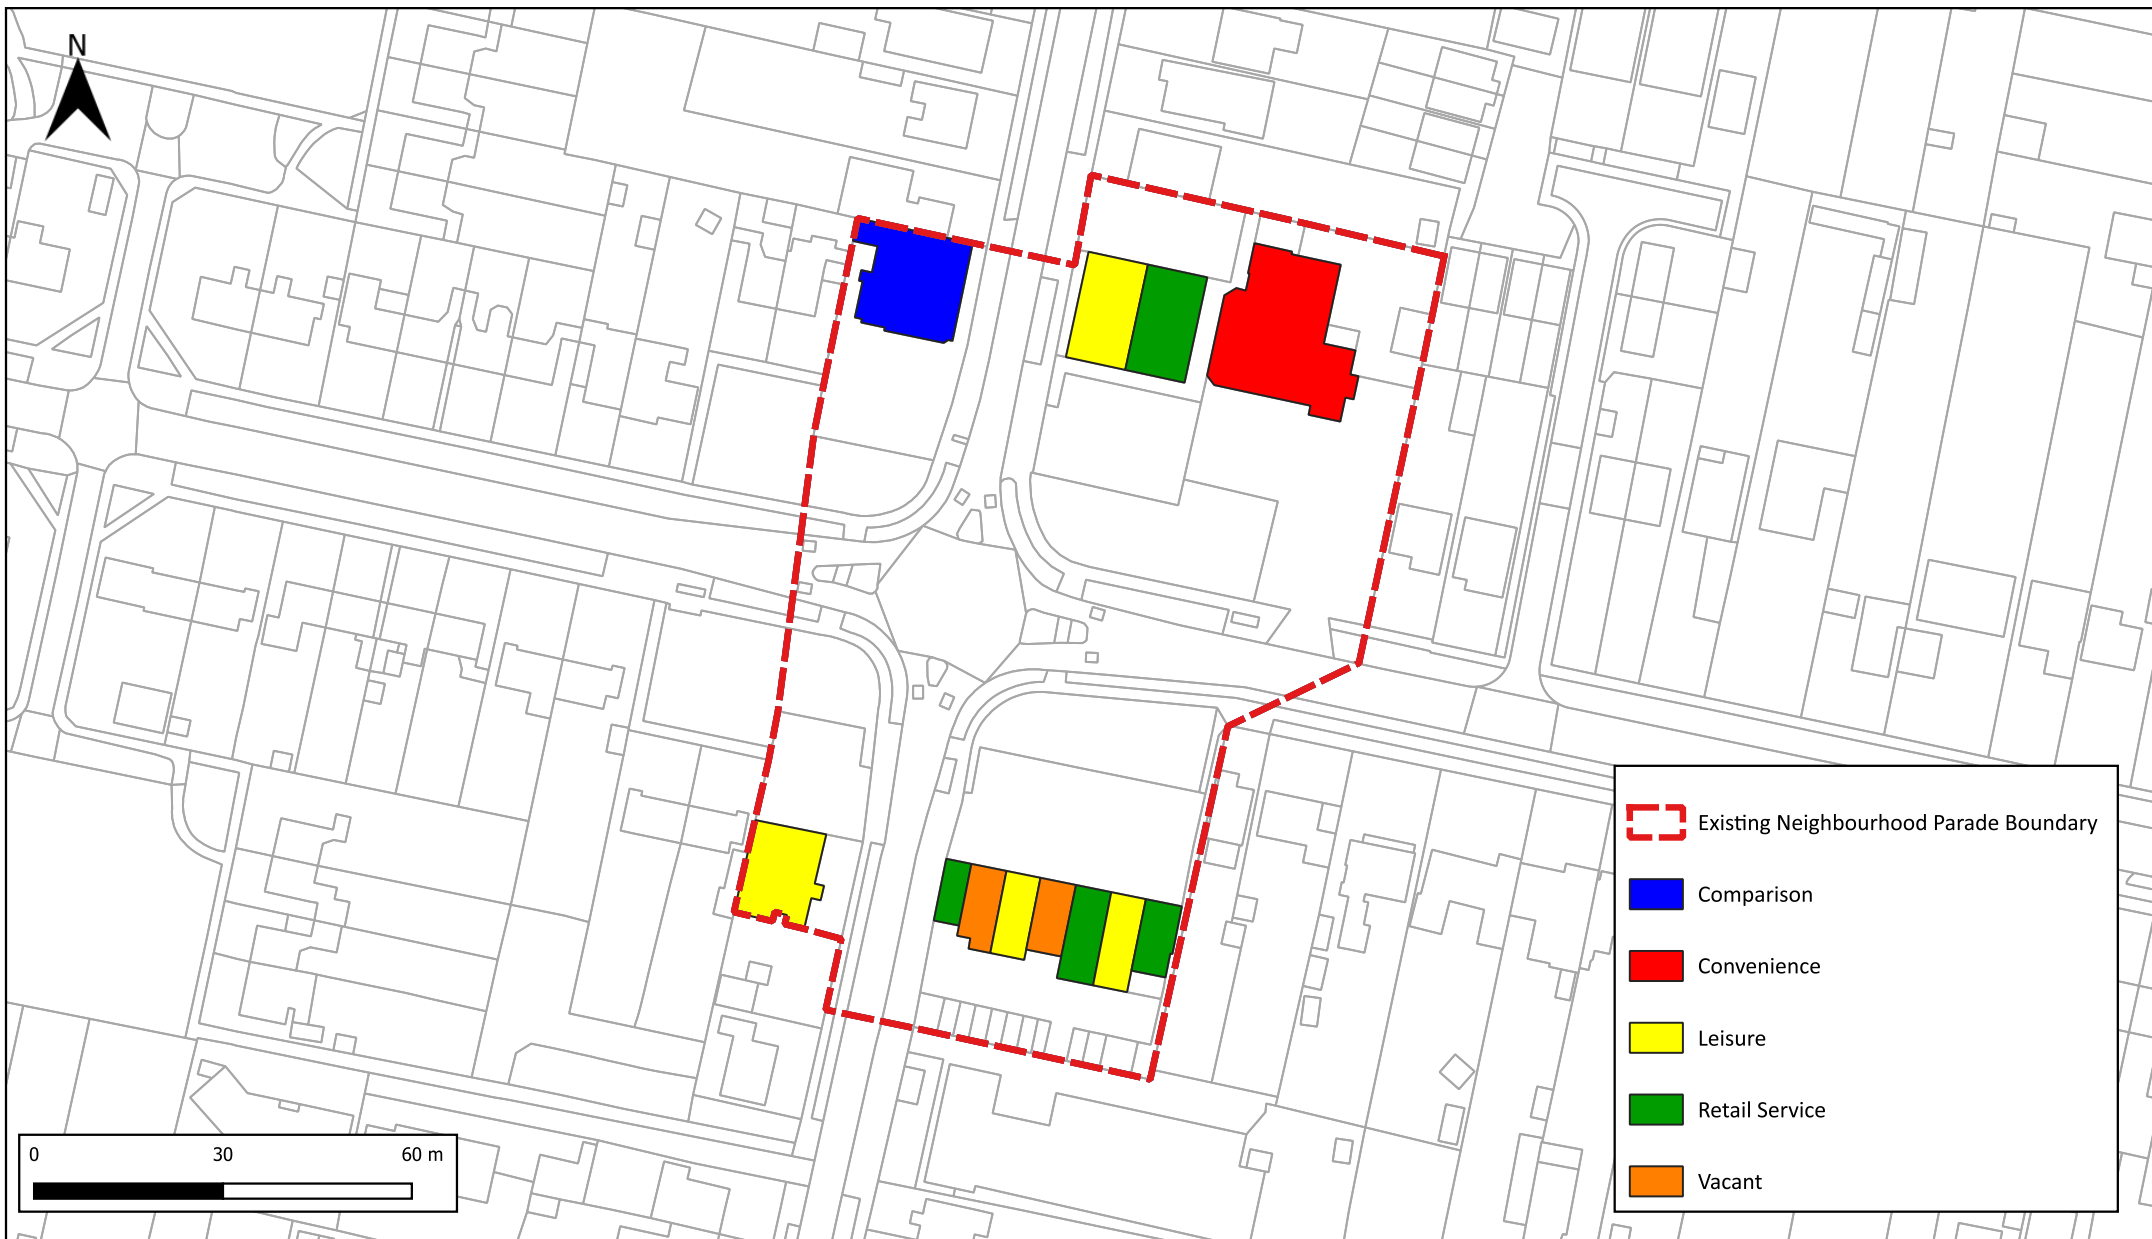 N
Existing Neighbourhood Parade Boundary
Comparison
Convenience
Leisure
Retail Service
Vacant
0 30 60 m